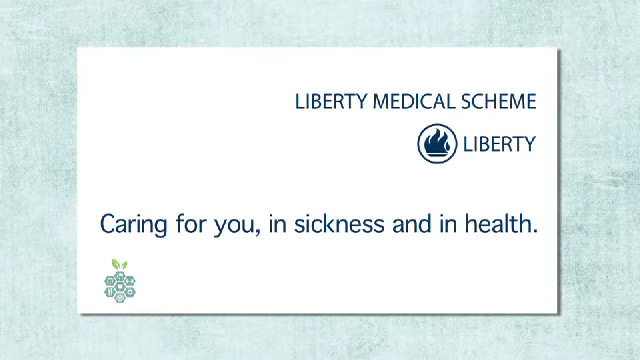 LIBERTY MEDICAL SCHEME
LIBERTY
Caring for you, in sickness and in health.